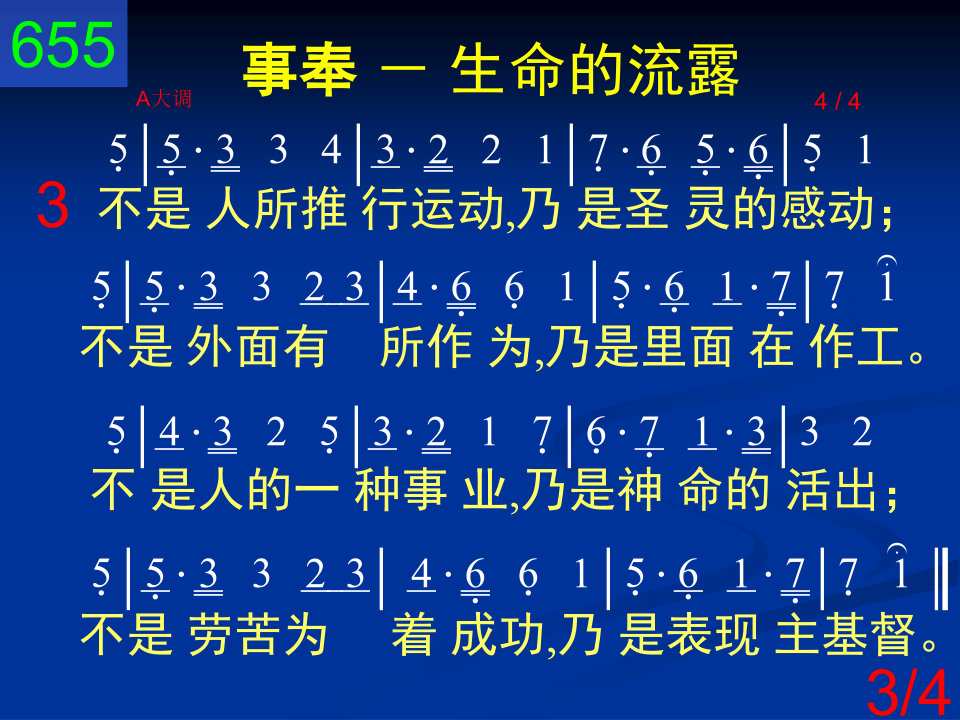 655
事奉 － 生命的流露
A大调
4 / 4
5 | 5 · 3 3 4 | 3 · 2 2 1 | 7 · 6 5 · 6 | 5 1
3 不是 人所推 行运动,乃 是圣 灵的感动；
5 | 5 · 3 3 2 3 | 4 · 6 6 1 | 5 · 6 1 · 7 | 7 1
不是 外面有 所作 为,乃是里面 在 作工。
5 | 4 · 3 2 5 | 3 · 2 1 7 | 6 · 7 1 · 3 | 3 2
不 是人的一 种事 业,乃是神 命的 活出；
5 | 5 · 3 3 2 3 | 4 · 6 6 1 | 5 · 6 1 · 7 | 7 1 ‖
不是 劳苦为 着 成功,乃 是表现 主基督。
3/4